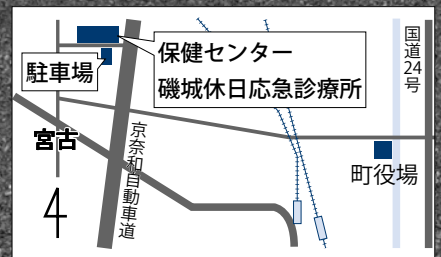 保健センター
磯城休日応急診療所
駐車場
国道24号
宮古
京奈和自動車道
町役場